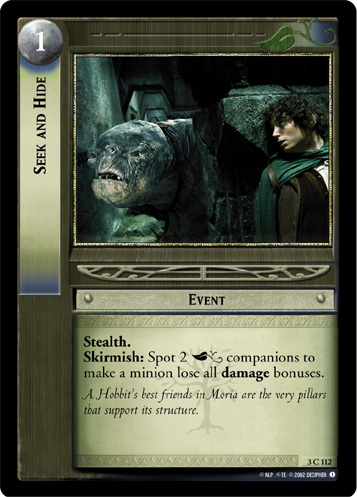 1
SEEK AND HIDE
EVENT
Stealth.
Skirmish: Spot 2 companions to
make a minion lose all damage bonuses.
A Hobbit's best friends in Moria are the very pillars
that support its structure.
3 C 112
© NLP © TE © 2002 DECIPHER 1